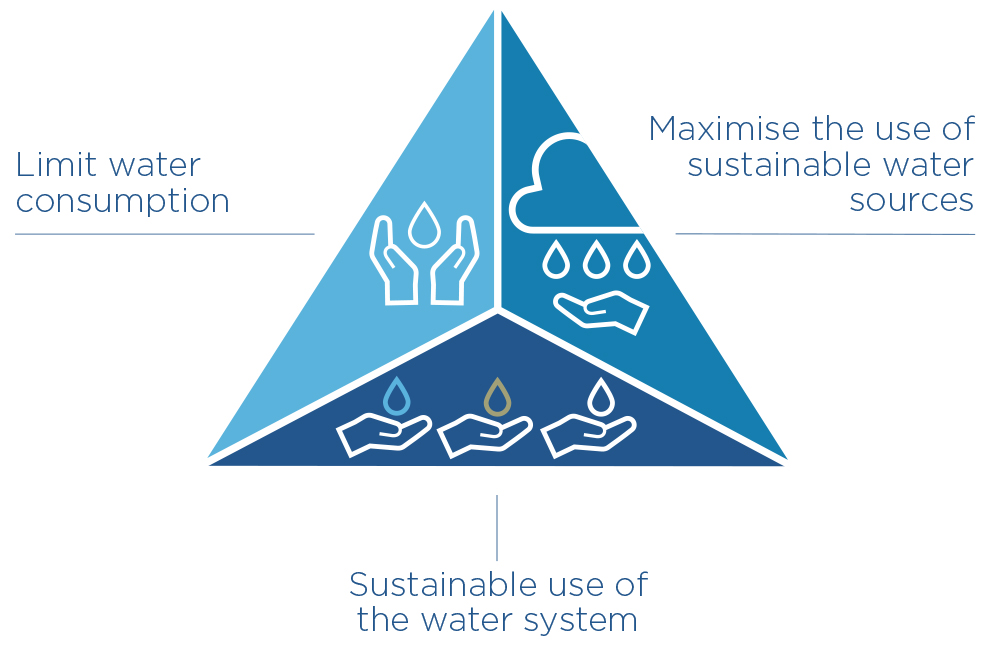 Limit water
consumption
Maximise the use of
sustainable water
sources
Sustainable use of
the water system